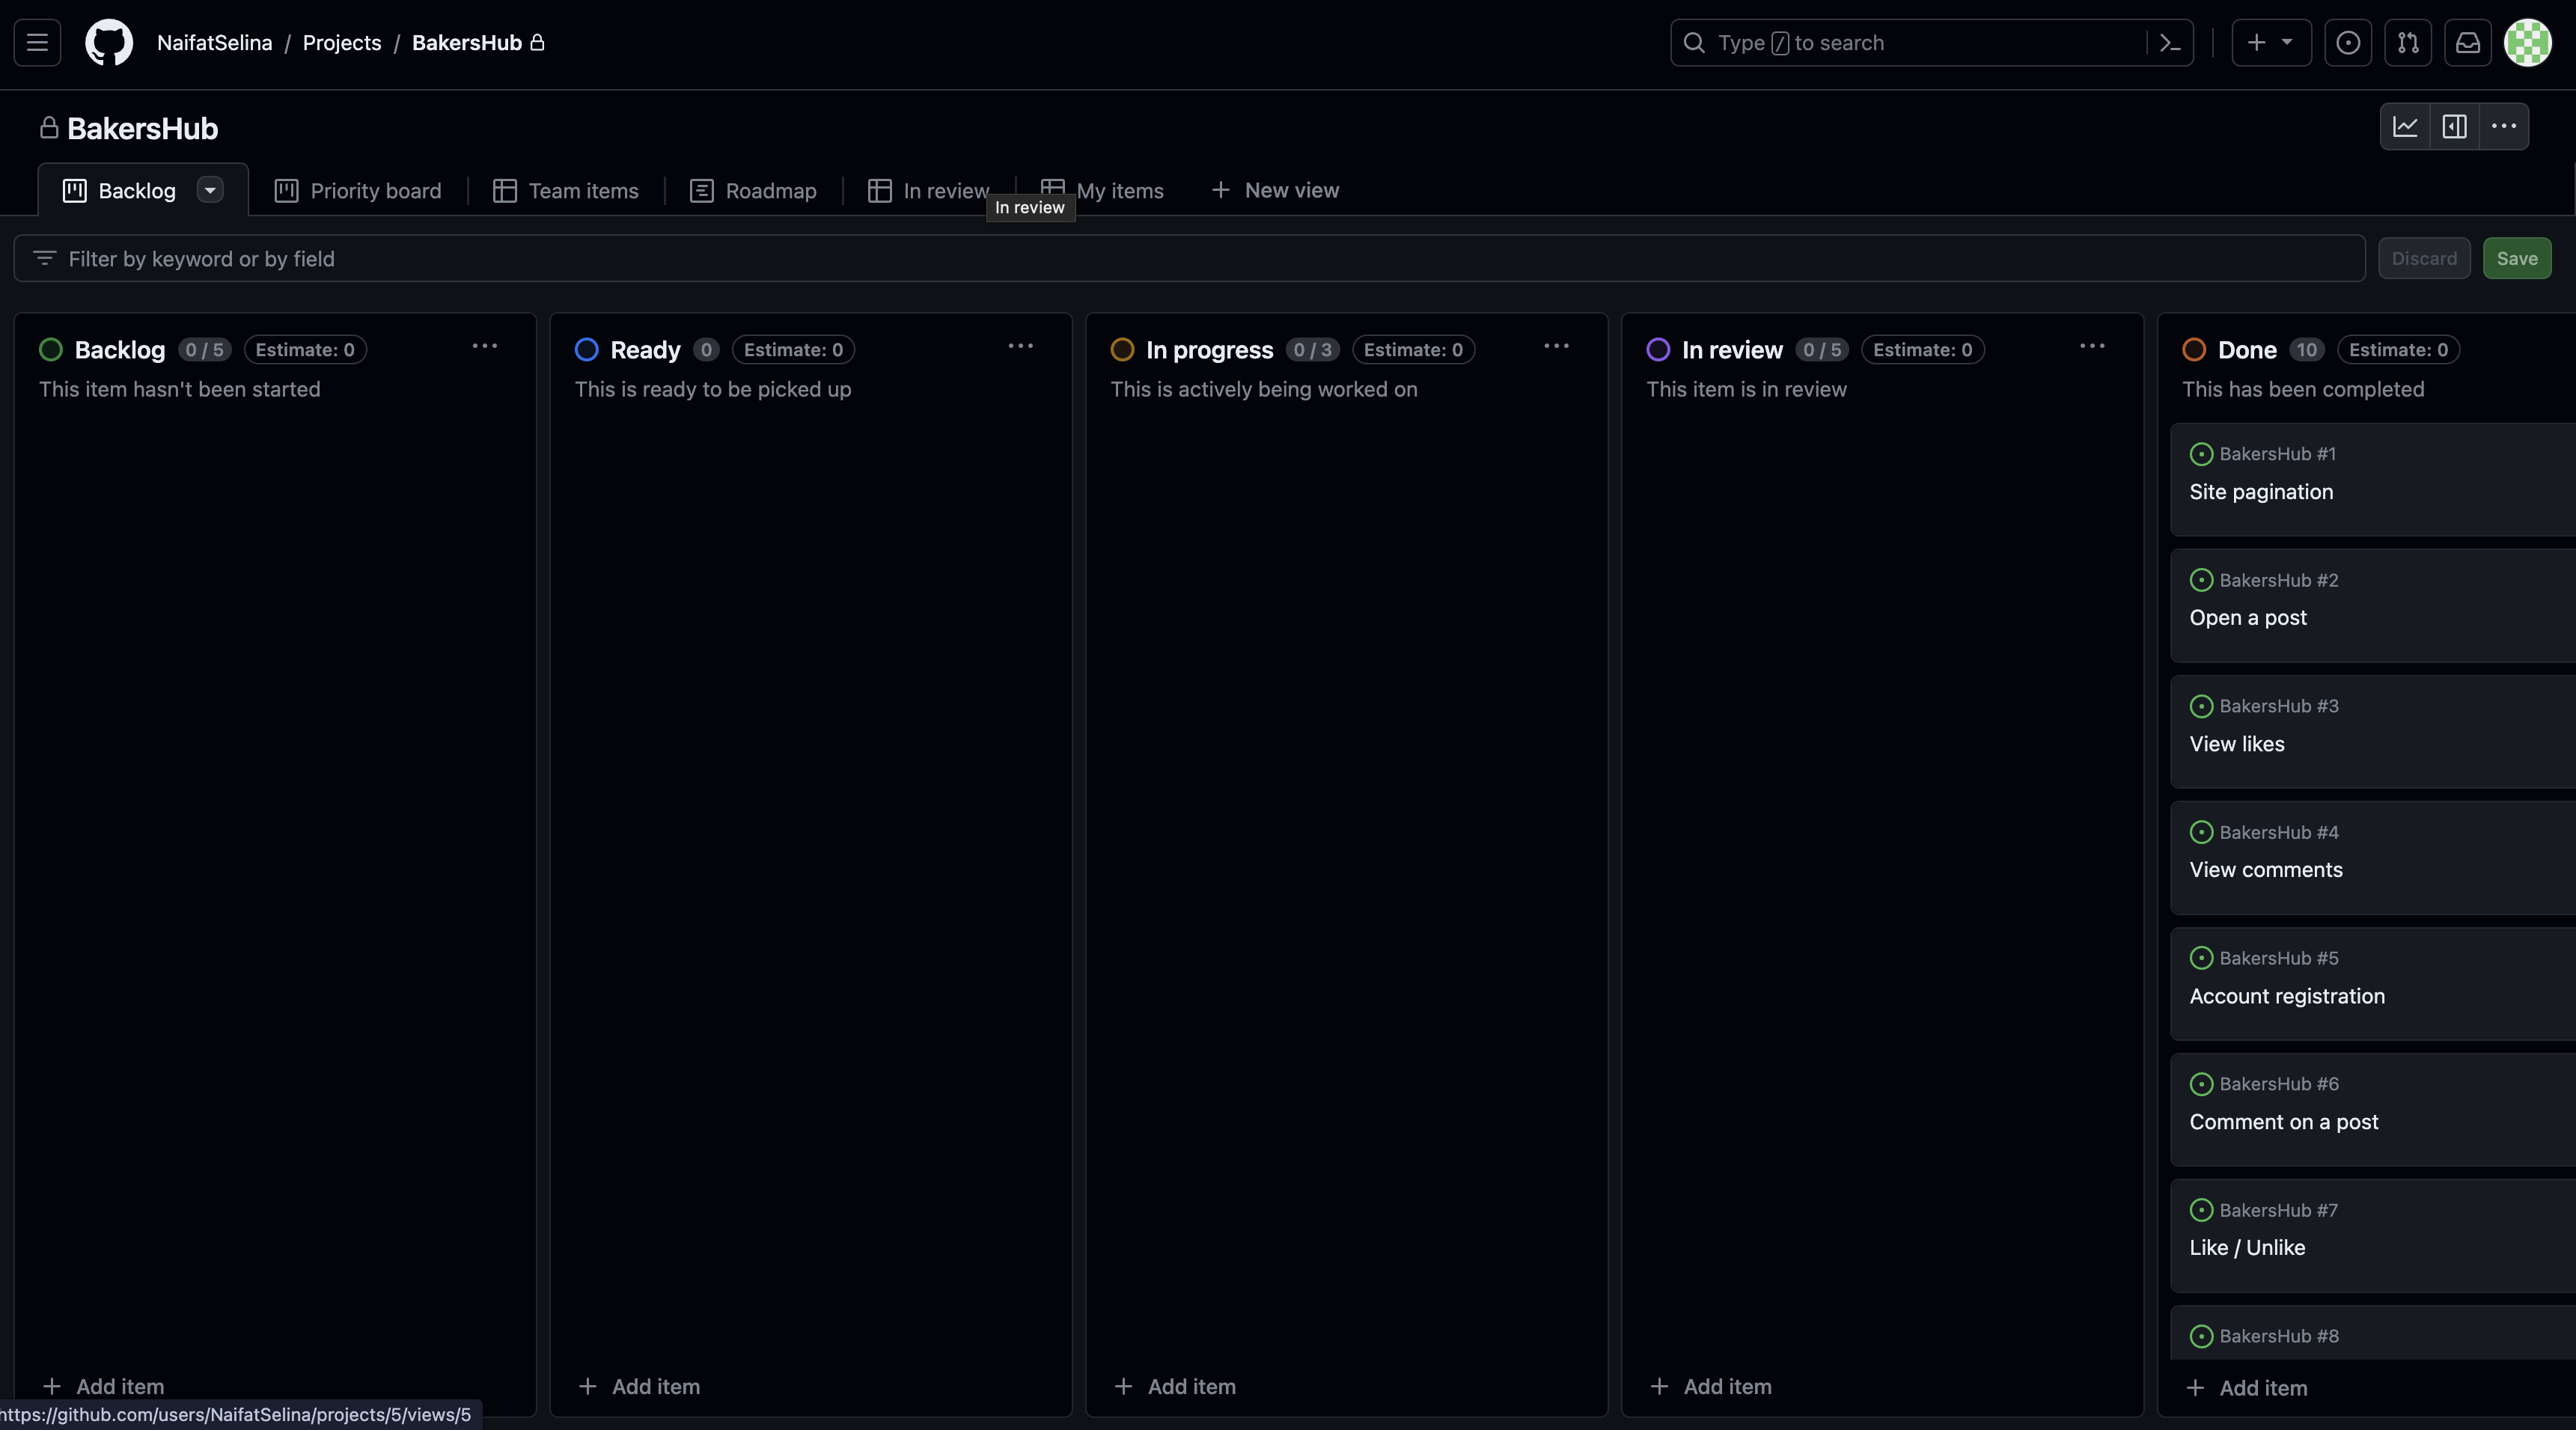 NaifatSelina / Projects / BakersHub
Type / to search
BakersHub
Backlog
Priority board
Team items
Roadmap
In review
My items
New view
In review
Filter by keyword or by field
Discard
Save
Backlog 0 / 5 Estimate: 0
This item hasn't been started
Add item
Ready 0 Estimate: 0
This is ready to be picked up
Add item
In progress 0 / 3 Estimate: 0
This is actively being worked on
Add item
In review 0 / 5 Estimate: 0
This item is in review
Add item
Done 10 Estimate: 0
This has been completed
BakersHub #1
Site pagination
BakersHub #2
Open a post
BakersHub #3
View likes
BakersHub #4
View comments
BakersHub #5
Account registration
BakersHub #6
Comment on a post
BakersHub #7
Like / Unlike
BakersHub #8
Add item
https://github.com/users/NaifatSelina/projects/5/views/5